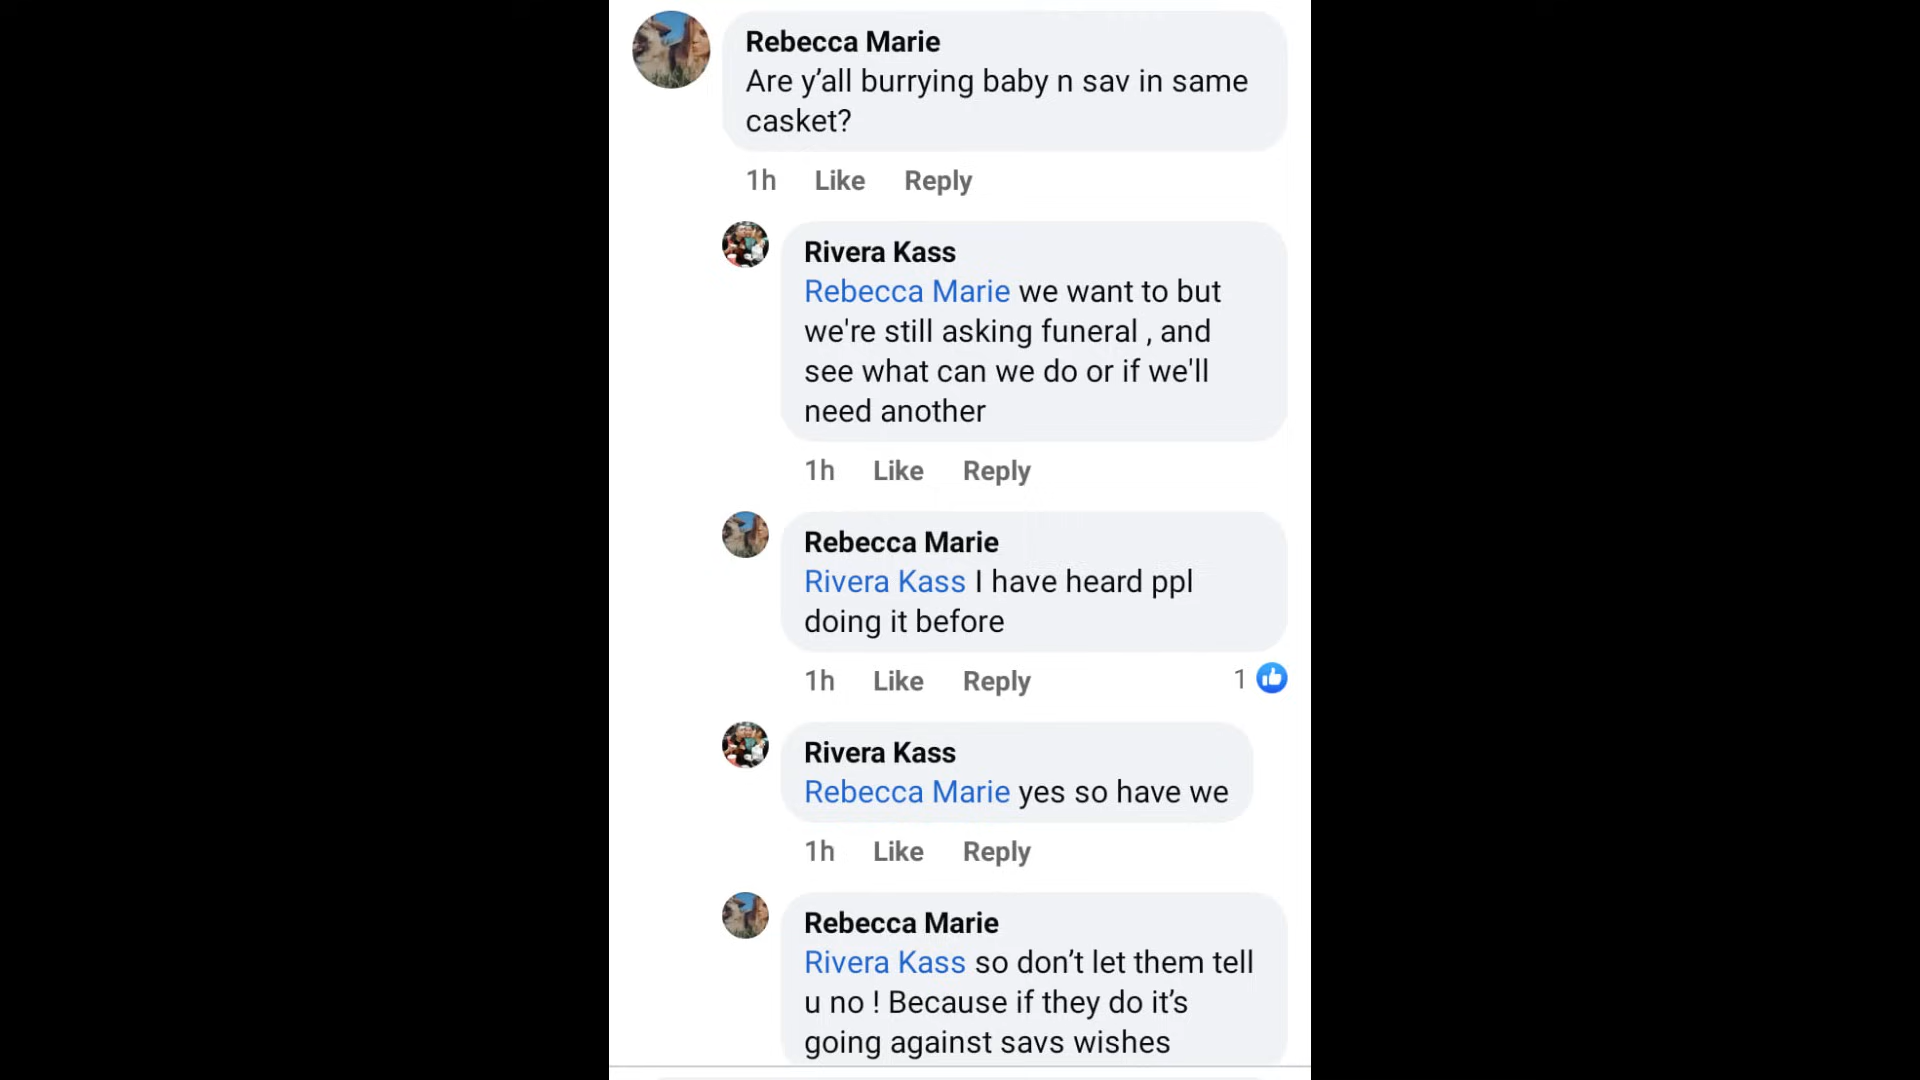 Rebecca Marie
Are y’all burrying baby n sav in same
casket?
1h Like Reply
Rivera Kass
Rebecca Marie we want to but
we're still asking funeral , and
see what can we do or if we'll
need another
1h Like Reply
Rebecca Marie
Rivera Kass I have heard ppl
doing it before
1h Like Reply 1
Rivera Kass
Rebecca Marie yes so have we
1h Like Reply
Rebecca Marie
Rivera Kass so don’t let them tell
u no ! Because if they do it’s
going against savs wishes